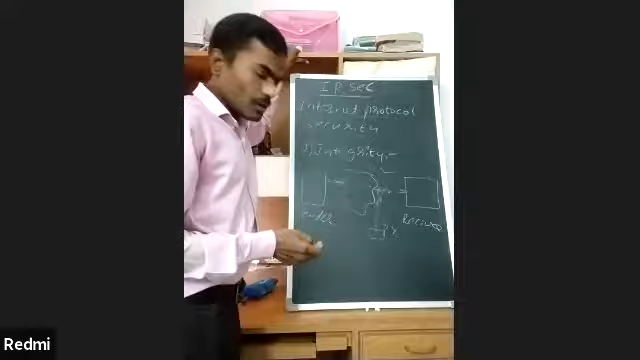 IP SEC
Internet protocol
security
1) Integrity:-
Sender
Receiver
Redmi